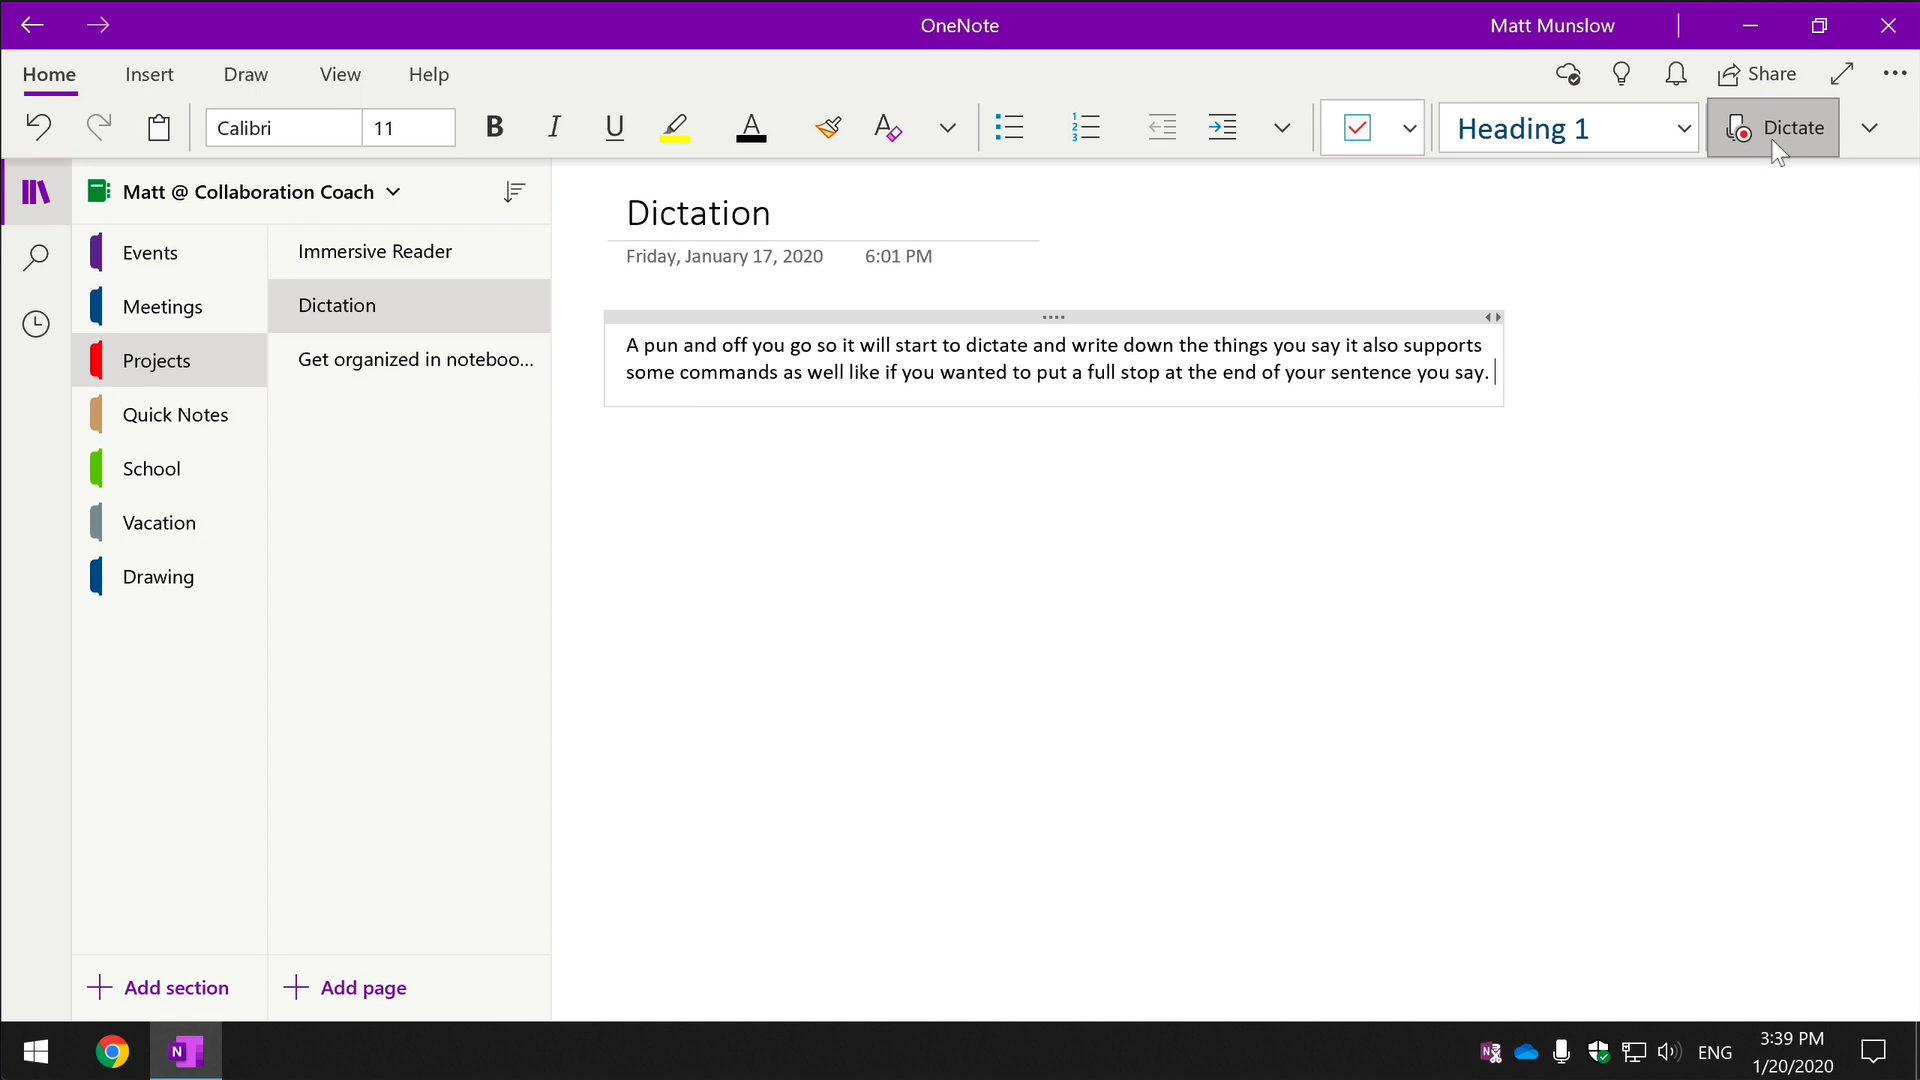 OneNote
Matt Munslow
Home Insert Draw View Help
Share
Calibri 11
B I U A A
Heading 1
Dictate
Matt @ Collaboration Coach
Events
Meetings
Projects
Quick Notes
School
Vacation
Drawing
Immersive Reader
Dictation
Get organized in noteboo...
Dictation
Friday, January 17, 2020 6:01 PM
A pun and off you go so it will start to dictate and write down the things you say it also supports
some commands as well like if you wanted to put a full stop at the end of your sentence you say.
Add section
Add page
N
ENG
3:39 PM
1/20/2020